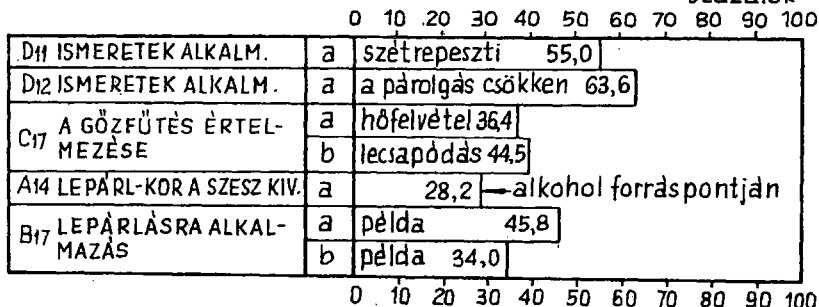 0 10 20 30 40 50 60 70 80 90 100
D11 ISMERETEK ALKALM. a szétrepeszti 55,0
D12 ISMERETEK ALKALM. a a párolgás csökken 63,6
C17 A GŐZFŰTÉS ÉRTEL-
MEZÉSE
a hőfelvétel 36,4
b lecsapódás 44,5
A14 LEPÁRL-KOR A SZESZ KIV. a 28,2 alkohol forráspontján
B17 LEPÁRLÁSRA ALKAL-
MAZÁS
a példa 45,8
b példa 34,0
0 10 20 30 40 50 60 70 80 90 100